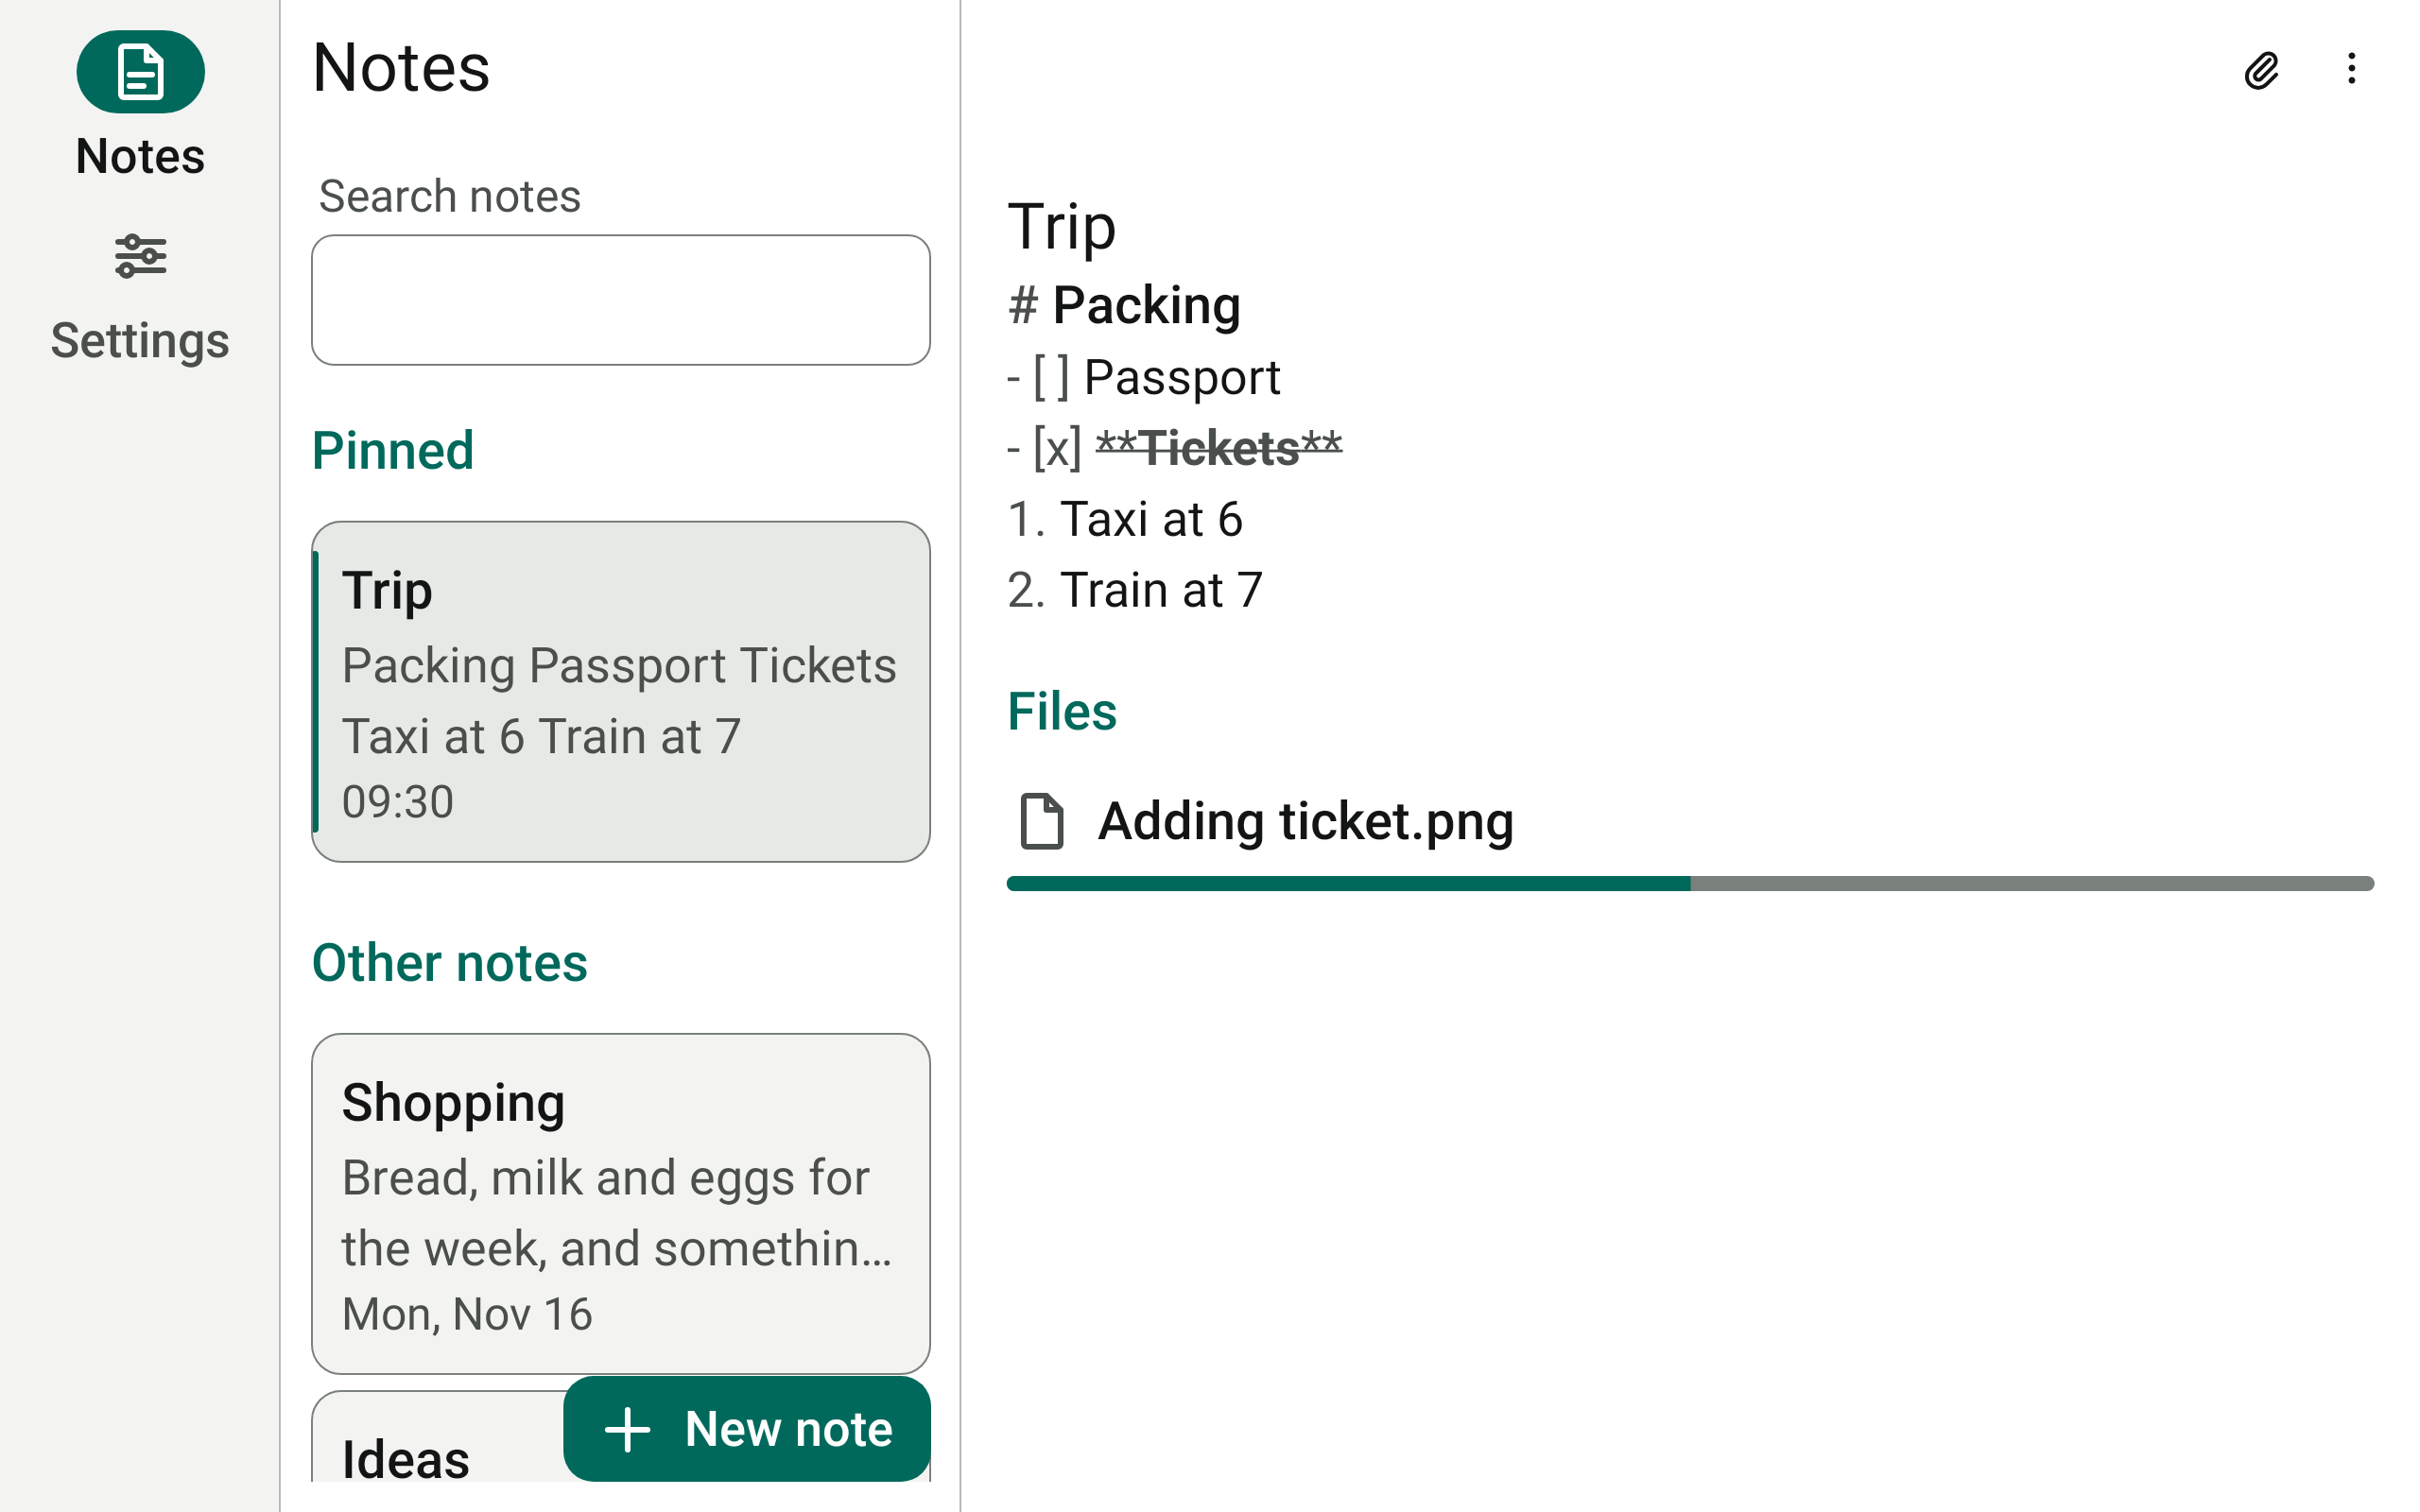 Notes
Settings
Notes
Search notes
Pinned
Trip
Packing Passport Tickets
Taxi at 6 Train at 7
09:30
Other notes
Shopping
Bread, milk and eggs for
the week, and somethin…
Mon, Nov 16
Ideas
New note
Trip
# Packing
- [ ] Passport
- [x] **Tickets**
1. Taxi at 6
2. Train at 7
Files
Adding ticket.png